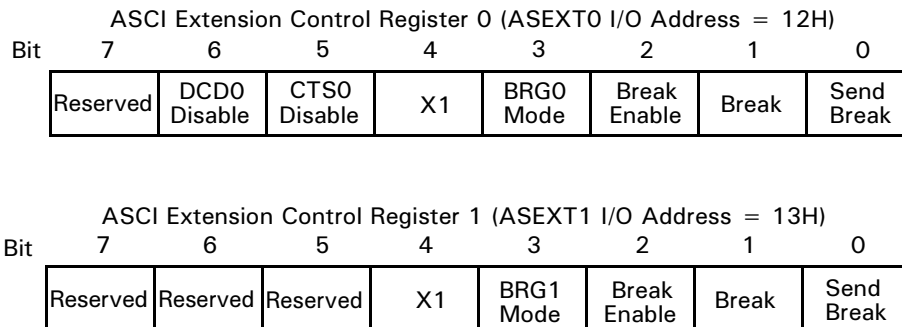 ASCI Extension Control Register 0 (ASEXT0 I/O Address = 12H)
Bit 7 6 5 4 3 2 1 0
Reserved DCD0 Disable CTS0 Disable X1 BRG0 Mode Break Enable Break Send Break
ASCI Extension Control Register 1 (ASEXT1 I/O Address = 13H)
Bit 7 6 5 4 3 2 1 0
Reserved Reserved Reserved X1 BRG1 Mode Break Enable Break Send Break